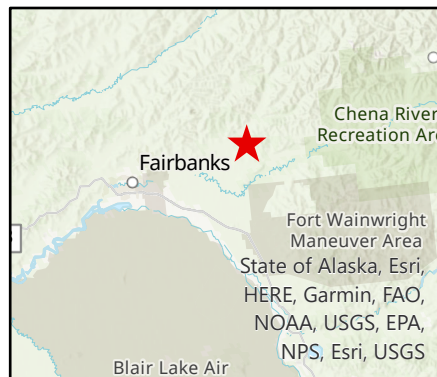 Chena River
Recreation Are
Fairbanks
Fort Wainwright
Maneuver Area
State of Alaska, Esri,
HERE, Garmin, FAO,
NOAA, USGS, EPA,
NPS, Esri, USGS
Blair Lake Air